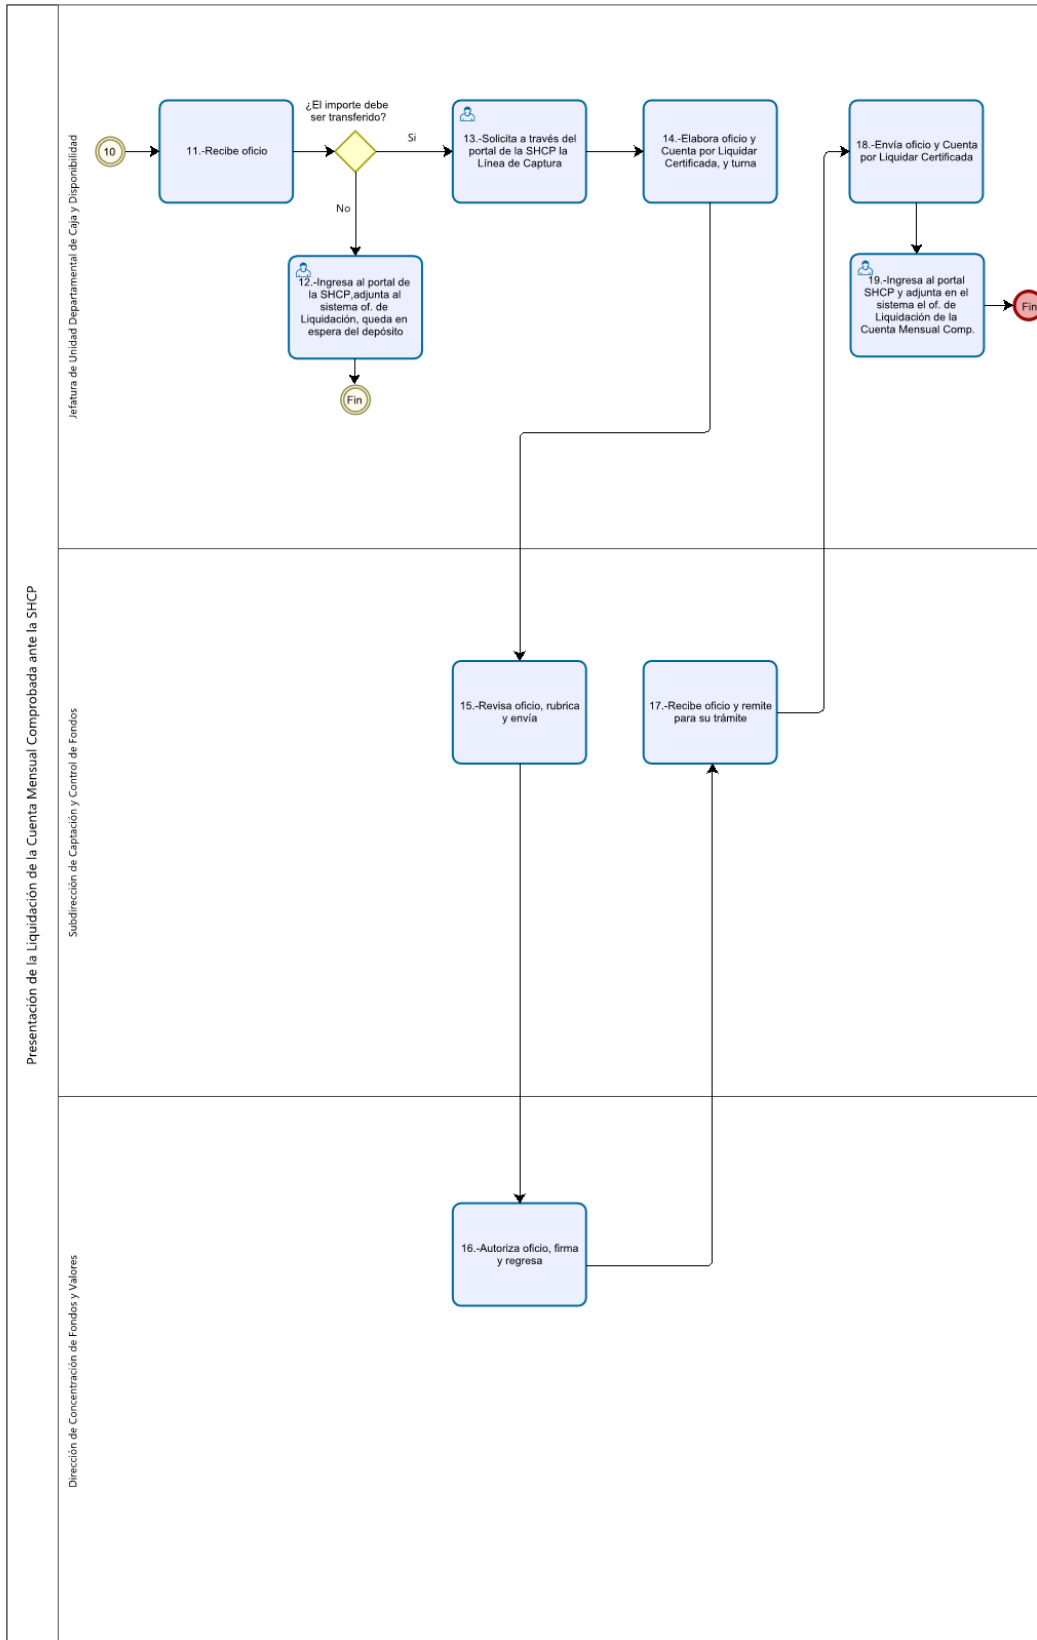 Presentación de la Liquidación de la Cuenta Mensual Comprobada ante la SHCP
Jefatura de Unidad Departamental de Caja y Disponibilidad
10
11.-Recibe oficio
¿El importe debe
ser transferido?
Si
No
12.-Ingresa al portal de
la SHCP,adjunta al
sistema of. de
Liquidación, queda en
espera del depósito
Fin
13.-Solicita a través del
portal de la SHCP la
Línea de Captura
14.-Elabora oficio y
Cuenta por Liquidar
Certificada, y turna
18.-Envía oficio y Cuenta
por Liquidar Certificada
19.-Ingresa al portal
SHCP y adjunta en el
sistema el of. de
Liquidación de la
Cuenta Mensual Comp.
Fin
Subdirección de Captación y Control de Fondos
15.-Revisa oficio, rubrica
y envía
17.-Recibe oficio y remite
para su trámite
Dirección de Concentración de Fondos y Valores
16.-Autoriza oficio, firma
y regresa